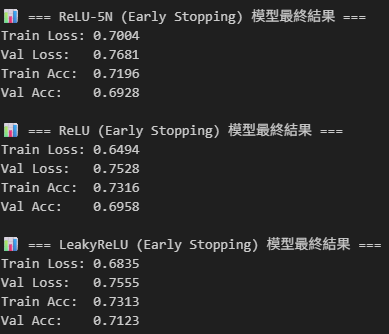 📊 === ReLU-5N (Early Stopping) 模型最終結果 ===
Train Loss: 0.7004
Val Loss:   0.7681
Train Acc:  0.7196
Val Acc:    0.6928
📊 === ReLU (Early Stopping) 模型最終結果 ===
Train Loss: 0.6494
Val Loss:   0.7528
Train Acc:  0.7316
Val Acc:    0.6958
📊 === LeakyReLU (Early Stopping) 模型最終結果 ===
Train Loss: 0.6835
Val Loss:   0.7555
Train Acc:  0.7313
Val Acc:    0.7123